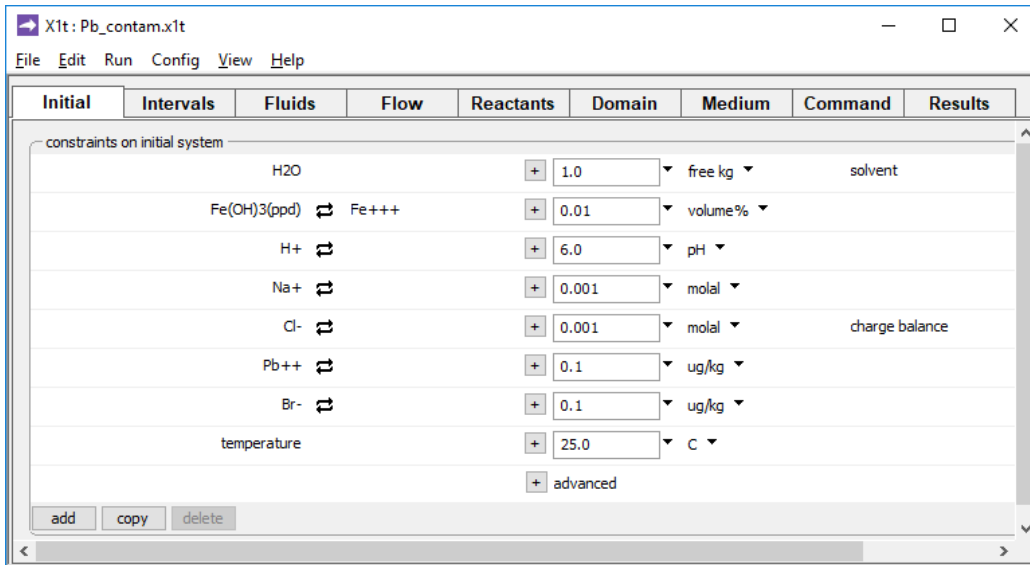 X1t : Pb_contam.x1t
File Edit Run Config View Help
Initial Intervals Fluids Flow Reactants Domain Medium Command Results
constraints on initial system
H2O + 1.0 free kg solvent
Fe(OH)3(ppd) Fe+++ + 0.01 volume%
H+ + 6.0 pH
Na+ + 0.001 molal
Cl- + 0.001 molal charge balance
Pb++ + 0.1 ug/kg
Br- + 0.1 ug/kg
temperature + 25.0 C
+ advanced
add copy delete